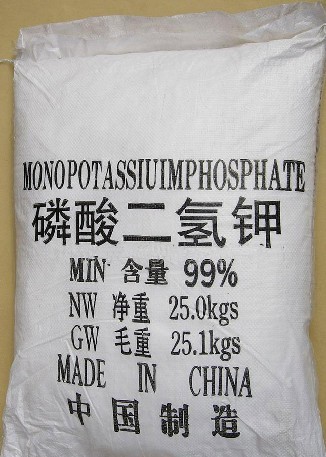 MONOPOTASSIUIMPHOSPHATE
磷酸二氢钾
MIN 含量 99%
NW 净重 25.0kgs
GW 毛重 25.1kgs
MADE IN CHINA
中国制造